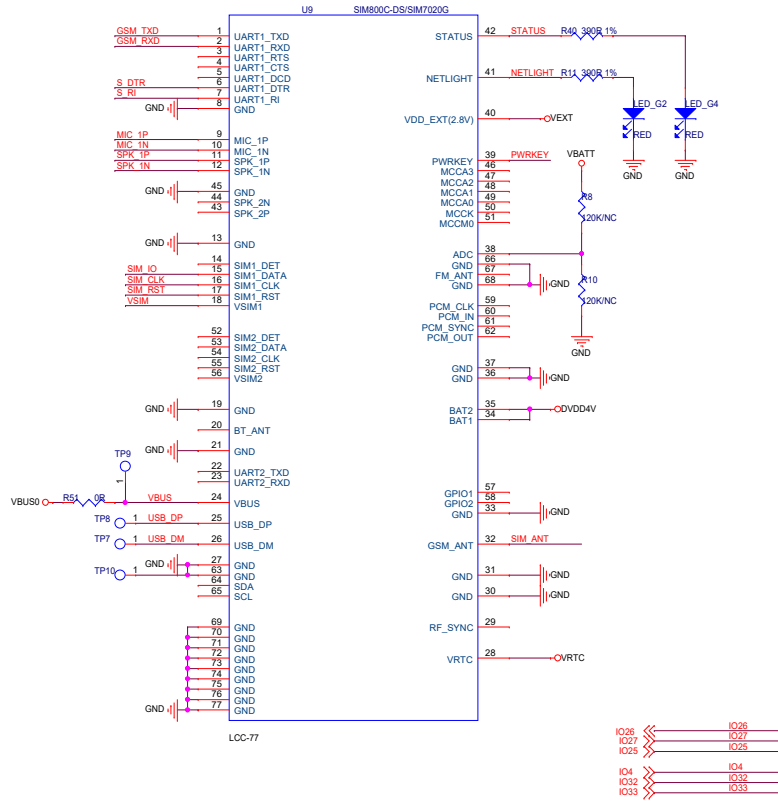 U9 SIM800C-DS/SIM7020G
GSM_TXD 1 UART1_TXD
GSM_RXD 2 UART1_RXD
3 UART1_RTS
4 UART1_CTS
5 UART1_DCD
S_DTR 6 UART1_DTR
S_RI 7 UART1_RI
GND 8 GND
MIC_1P 9 MIC_1P
MIC_1N 10 MIC_1N
SPK_1P 11 SPK_1P
SPK_1N 12 SPK_1N
GND 45 GND
44 SPK_2N
43 SPK_2P
GND 13 GND
14 SIM1_DET
SIM_IO 15 SIM1_DATA
SIM_CLK 16 SIM1_CLK
SIM_RST 17 SIM1_RST
VSIM 18 VSIM1
52 SIM2_DET
53 SIM2_DATA
54 SIM2_CLK
55 SIM2_RST
56 VSIM2
GND 19 GND
20 BT_ANT
GND 21 GND
TP9
1
22 UART2_TXD
23 UART2_RXD
VBUS0 R51 0R VBUS 24 VBUS
TP8 1 USB_DP 25 USB_DP
TP7 1 USB_DM 26 USB_DM
GND 27 GND
TP10 1 63 GND
64 SDA
65 SCL
69 GND
70 GND
71 GND
72 GND
73 GND
74 GND
75 GND
76 GND
GND 77 GND
LCC-77
STATUS 42 STATUS R40 390R 1%
NETLIGHT 41 NETLIGHT R11 390R 1%
LED_G2 LED_G4
RED RED
GND GND
VDD_EXT(2.8V) 40 VEXT
PWRKEY 39 PWRKEY
MCCA3 46
MCCA2 47
MCCA1 48
MCCA0 49
MCCK 50
MCCM0 51
VBATT
R8
120K/NC
ADC 38
GND 66
FM_ANT 67
GND 68 GND
R10
120K/NC
GND
PCM_CLK 59
PCM_IN 60
PCM_SYNC 61
PCM_OUT 62
GND 37
GND 36 GND
BAT2 35 DVDD4V
BAT1 34
GPIO1 57
GPIO2 58
GND 33 GND
GSM_ANT 32 SIM_ANT
GND 31 GND
GND 30 GND
RF_SYNC 29
VRTC 28 VRTC
IO26 IO26
IO27 IO27
IO25 IO25
IO4 IO4
IO32 IO32
IO33 IO33